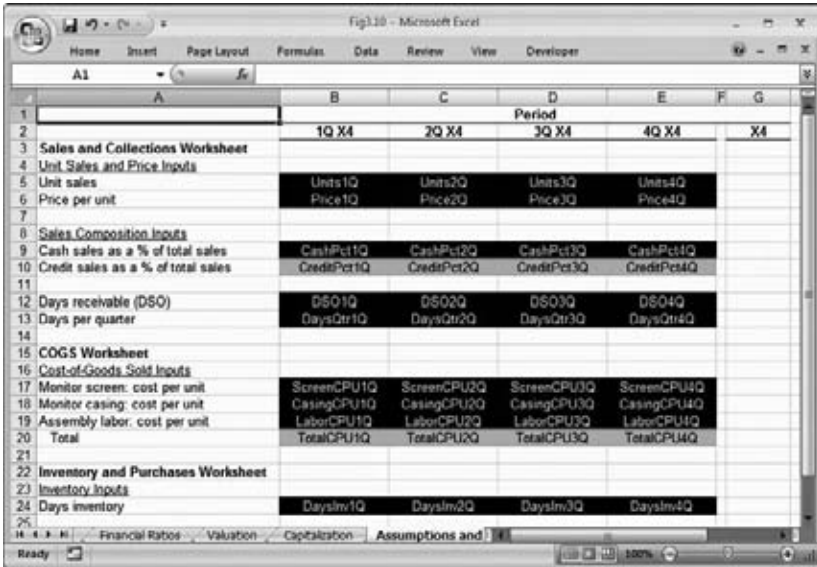 Fig3.20 - Microsoft Excel
Home Insert Page Layout Formulas Data Review View Developer
A1 fx
A B C D E F G
1 Period
2 1Q X4 2Q X4 3Q X4 4Q X4 X4
3 Sales and Collections Worksheet
4 Unit Sales and Price Inputs
5 Unit sales Units1Q Units2Q Units3Q Units4Q
6 Price per unit Price1Q Price2Q Price3Q Price4Q
7
8 Sales Composition Inputs
9 Cash sales as a % of total sales CashPct1Q CashPct2Q CashPct3Q CashPct4Q
10 Credit sales as a % of total sales CreditPct1Q CreditPct2Q CreditPct3Q CreditPct4Q
11
12 Days receivable (DSO) DSO1Q DSO2Q DSO3Q DSO4Q
13 Days per quarter DaysQtr1Q DaysQtr2Q DaysQtr3Q DaysQtr4Q
14
15 COGS Worksheet
16 Cost-of-Goods Sold Inputs
17 Monitor screen: cost per unit ScreenCPU1Q ScreenCPU2Q ScreenCPU3Q ScreenCPU4Q
18 Monitor casing: cost per unit CasingCPU1Q CasingCPU2Q CasingCPU3Q CasingCPU4Q
19 Assembly labor: cost per unit LaborCPU1Q LaborCPU2Q LaborCPU3Q LaborCPU4Q
20 Total TotalCPU1Q TotalCPU2Q TotalCPU3Q TotalCPU4Q
21
22 Inventory and Purchases Worksheet
23 Inventory Inputs
24 Days inventory DaysInv1Q DaysInv2Q DaysInv3Q DaysInv4Q
25
Financial Ratios Valuation Capitalization Assumptions and
Ready 100%